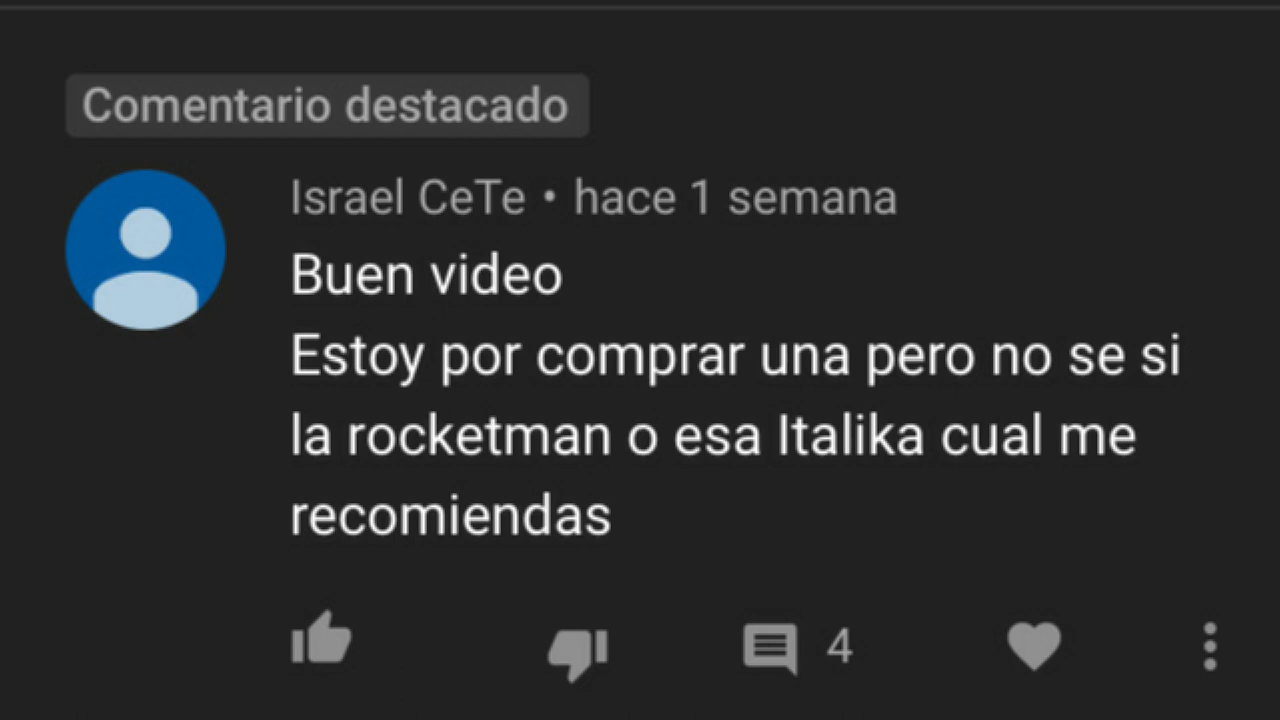 Comentario destacado
Israel CeTe • hace 1 semana
Buen video
Estoy por comprar una pero no se si
la rocketman o esa Italika cual me
recomiendas
4